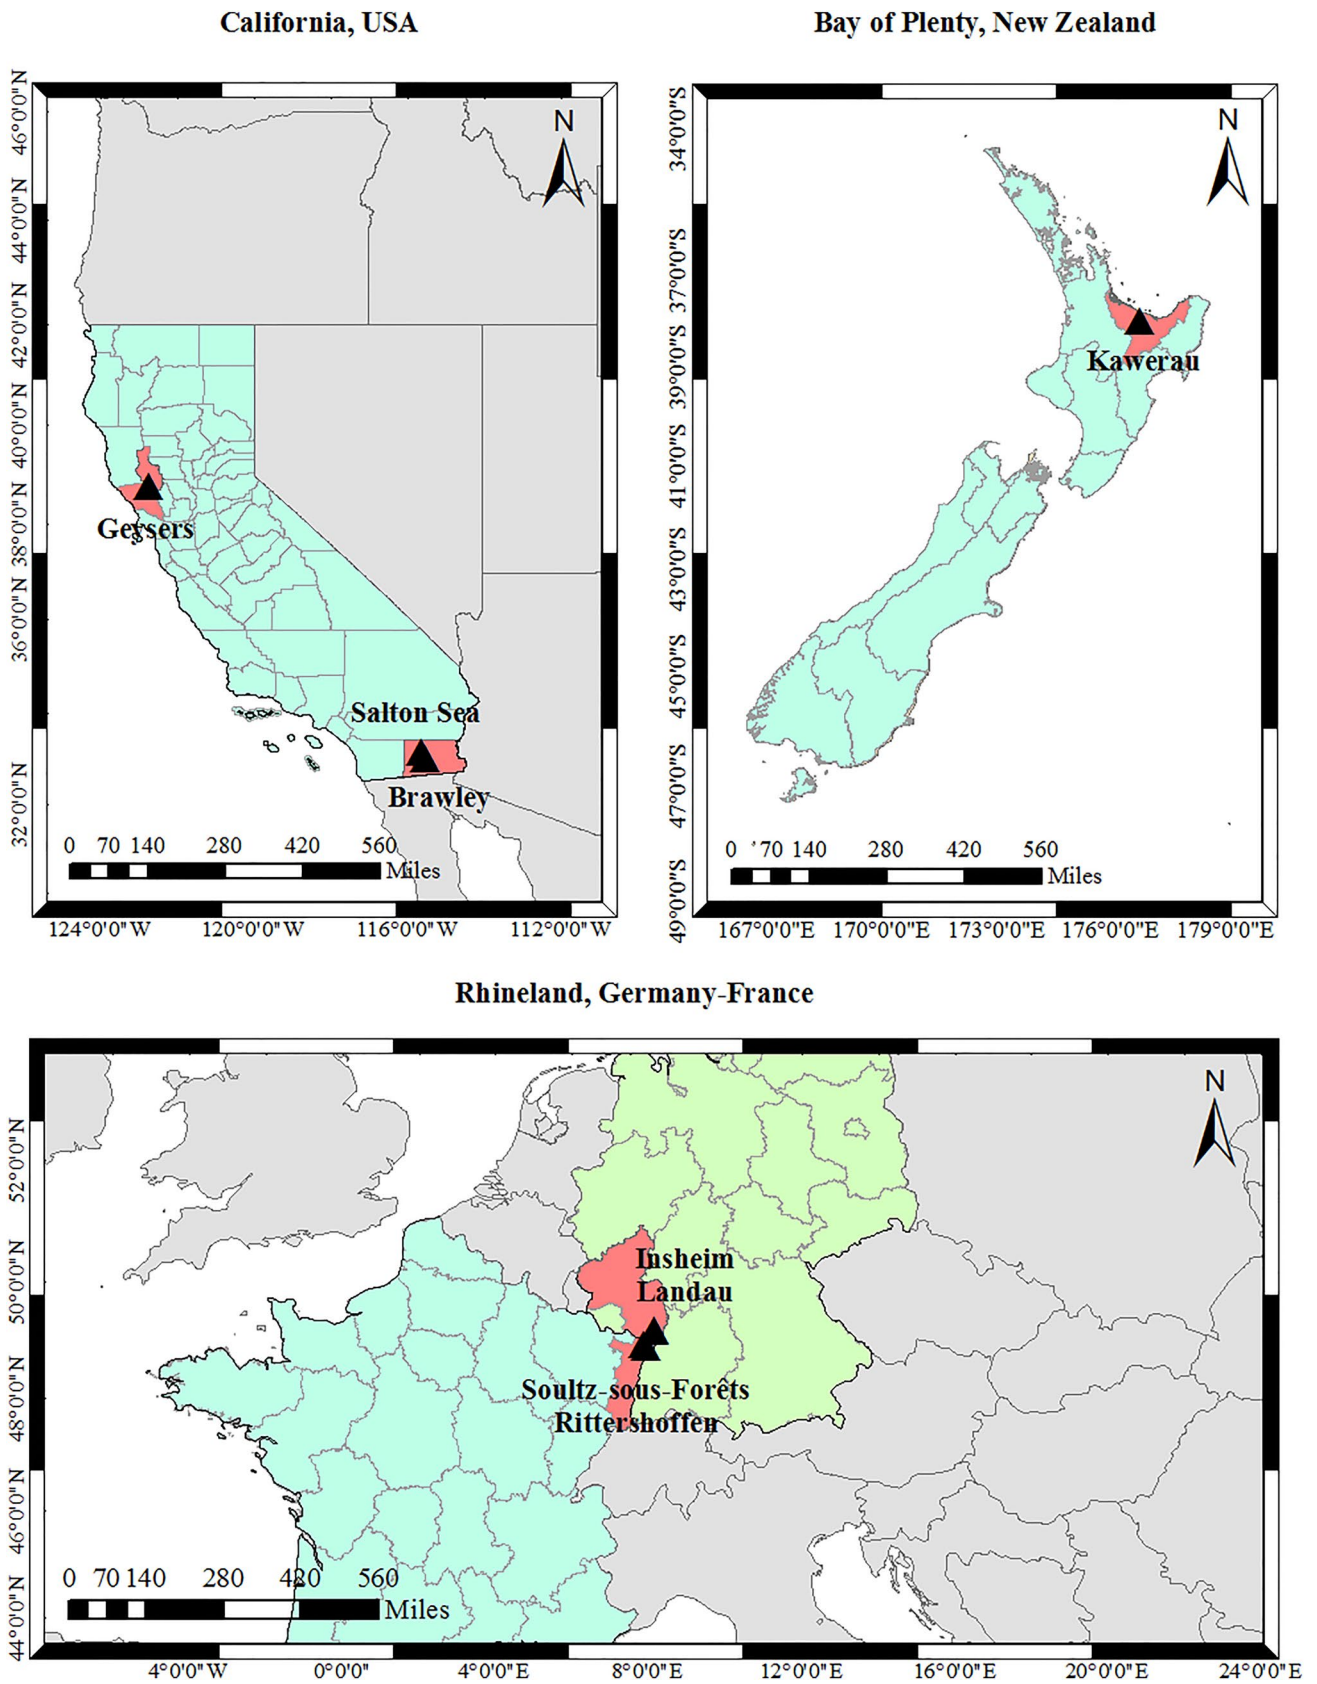 California, USA
Bay of Plenty, New Zealand
46°0'0"N
44°0'0"N
42°0'0"N
40°0'0"N
38°0'0"N
36°0'0"N
32°0'0"N
N
Geysers
Salton Sea
Brawley
0 70 140 280 420 560
Miles
124°0'0"W 120°0'0"W 116°0'0"W 112°0'0"W
34°0'0"S
37°0'0"S
39°0'0"S
41°0'0"S
43°0'0"S
45°0'0"S
47°0'0"S
49°0'0"S
N
Kawerau
0 70 140 280 420 560
Miles
167°0'0"E 170°0'0"E 173°0'0"E 176°0'0"E 179°0'0"E
Rhineland, Germany-France
52°0'0"N
50°0'0"N
48°0'0"N
46°0'0"N
44°0'0"N
N
Insheim
Landau
Soultz-sous-Forêts
Rittershoffen
0 70 140 280 420 560
Miles
4°0'0"W 0°0'0" 4°0'0"E 8°0'0"E 12°0'0"E 16°0'0"E 20°0'0"E 24°0'0"E